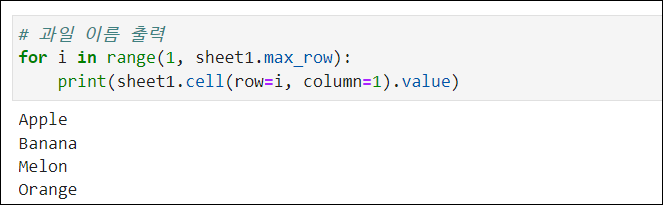 # 과일 이름 출력
for i in range(1, sheet1.max_row):
    print(sheet1.cell(row=i, column=1).value)
Apple
Banana
Melon
Orange